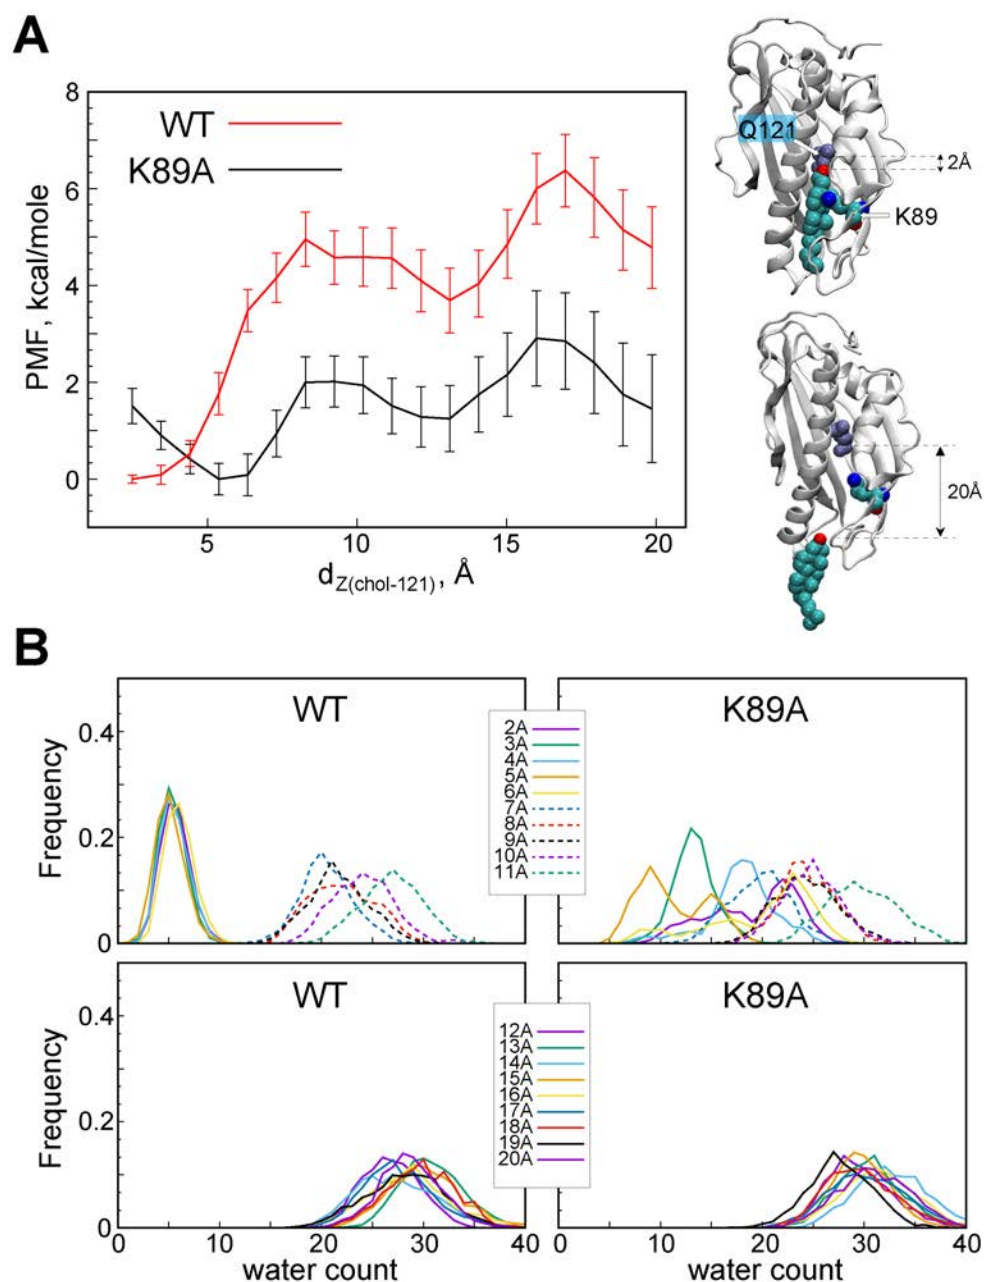 A
8
6
4
2
0
PMF, kcal/mole
WT
K89A
5
10
15
20
dZ(chol-121), Å
Q121
2Å
K89
20Å
B
WT
K89A
0.4
0.2
0
Frequency
2A
3A
4A
5A
6A
7A
8A
9A
10A
11A
WT
K89A
0.4
0.2
0
Frequency
12A
13A
14A
15A
16A
17A
18A
19A
20A
0
20
40
10
20
30
40
water count
water count